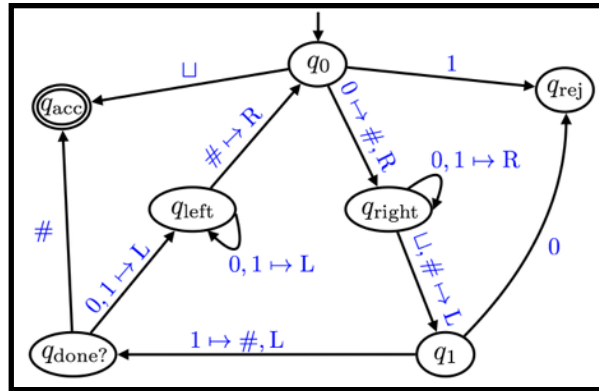 q0
⊔
1
qacc
qrej
0 ↦ #, R
# ↦ R
0, 1 ↦ R
qleft
qright
#
0, 1 ↦ L
0, 1 ↦ L
⊔, # ↦ L
0
1 ↦ #, L
qdone?
q1